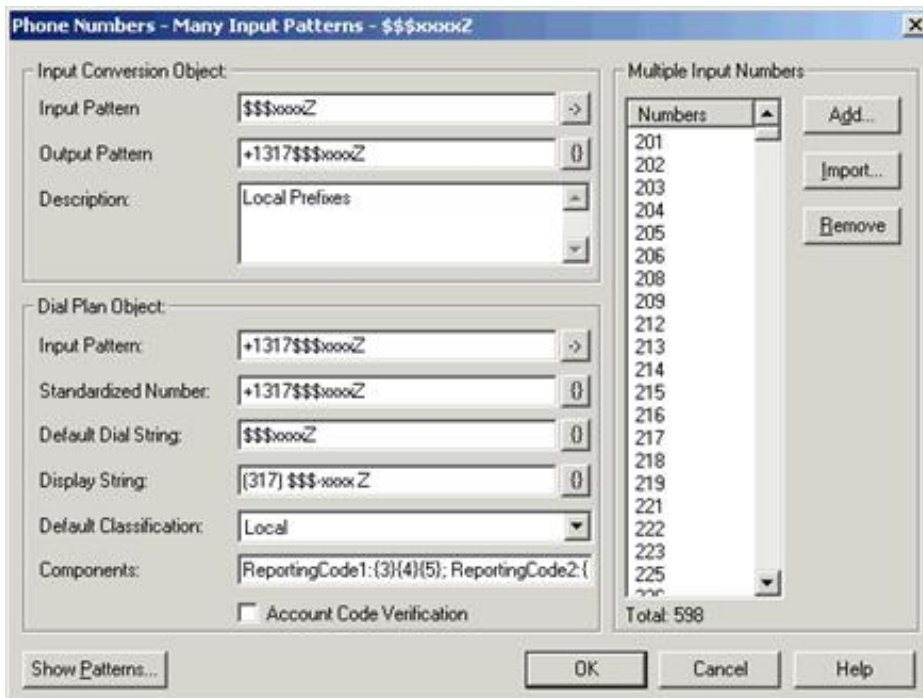 Phone Numbers - Many Input Patterns - $$$xxxxZ
Input Conversion Object:
Input Pattern
$$$xxxxZ
->
Output Pattern
+1317$$$xxxxZ
{}
Description:
Local Prefixes
Dial Plan Object:
Input Pattern:
+1317$$$xxxxZ
->
Standardized Number:
+1317$$$xxxxZ
{}
Default Dial String:
$$$xxxxZ
{}
Display String:
(317) $$$-xxxx Z
{}
Default Classification:
Local
Components:
ReportingCode1:{3}{4}{5}; ReportingCode2:{
Account Code Verification
Multiple Input Numbers
Numbers
201
202
203
204
205
206
208
209
212
213
214
215
216
217
218
219
221
222
223
225
Total: 598
Add...
Import...
Remove
Show Patterns...
OK
Cancel
Help